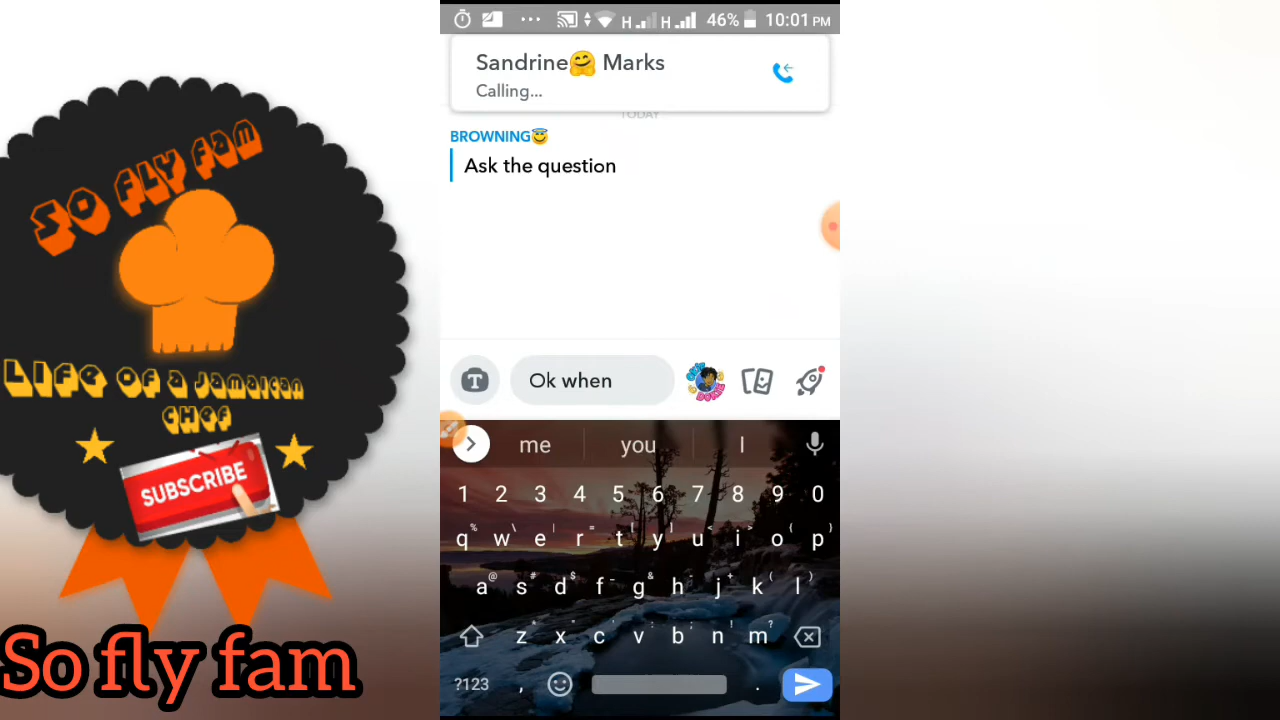 SO FLY FAM
LIFE OF A JAMAICAN
CHEF
SUBSCRIBE
So fly fam
H H 46% 10:01 PM
Sandrine🤗 Marks
Calling...
TODAY
BROWNING😇
Ask the question
T Ok when
me you I
1 2 3 4 5 6 7 8 9 0
q w e r t y u i o p
a s d f g h j k l
z x c v b n m
?123 , .